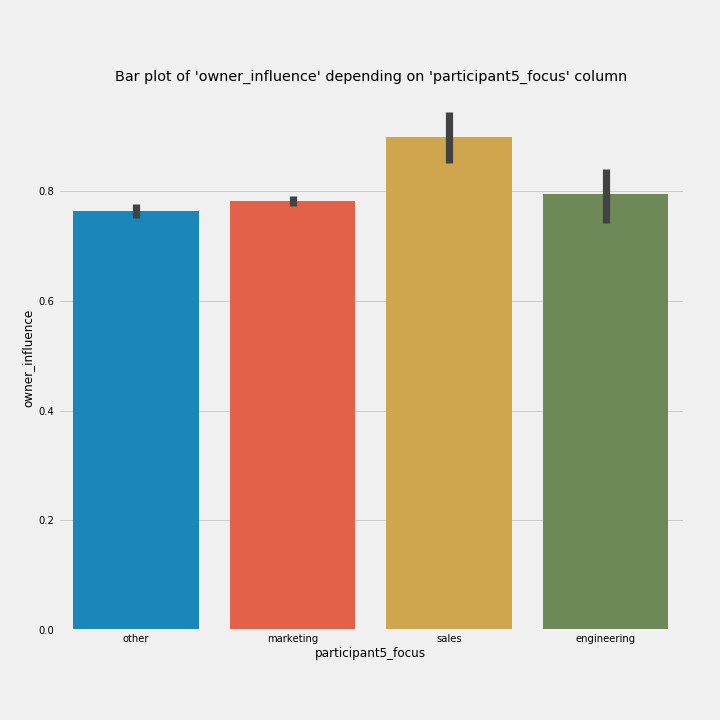 Bar plot of 'owner_influence' depending on 'participant5_focus' column
owner_influence
0.8
0.6
0.4
0.2
0.0
other marketing sales engineering
participant5_focus